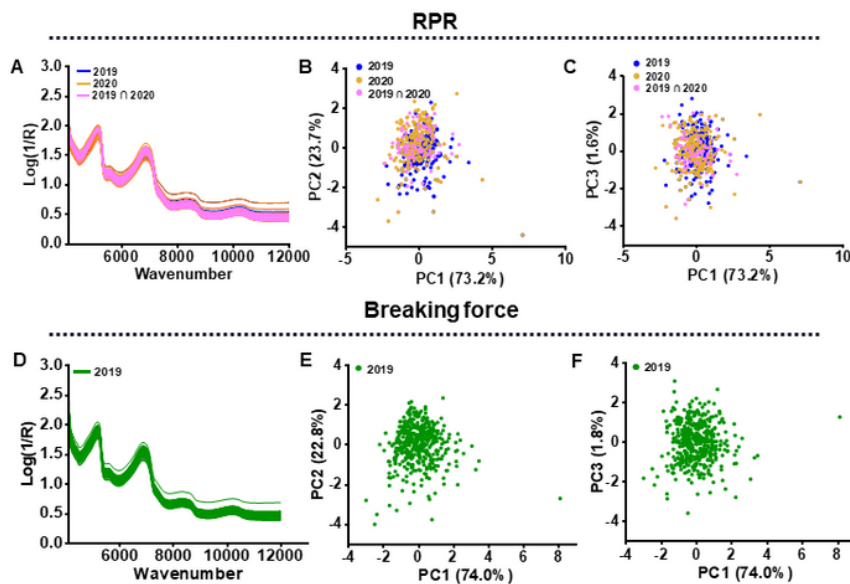 RPR
A
3.0
2.5
2.0
1.5
1.0
0.5
0.0
Log(1/R)
2019
2020
2019 ∩ 2020
6000 8000 10000 12000
Wavenumber
B
4
2
0
-2
-4
PC2 (23.7%)
2019
2020
2019 ∩ 2020
-5 0 5 10
PC1 (73.2%)
C
4
2
0
-2
-4
PC3 (1.6%)
2019
2020
2019 ∩ 2020
-5 0 5 10
PC1 (73.2%)
Breaking force
D
3.0
2.5
2.0
1.5
1.0
0.5
0.0
Log(1/R)
2019
6000 8000 10000 12000
Wavenumber
E
4
2
0
-2
-4
PC2 (22.8%)
2019
-4 -2 0 2 4 6 8
PC1 (74.0%)
F
4
2
0
-2
-4
PC3 (1.8%)
2019
-4 -2 0 2 4 6 8
PC1 (74.0%)